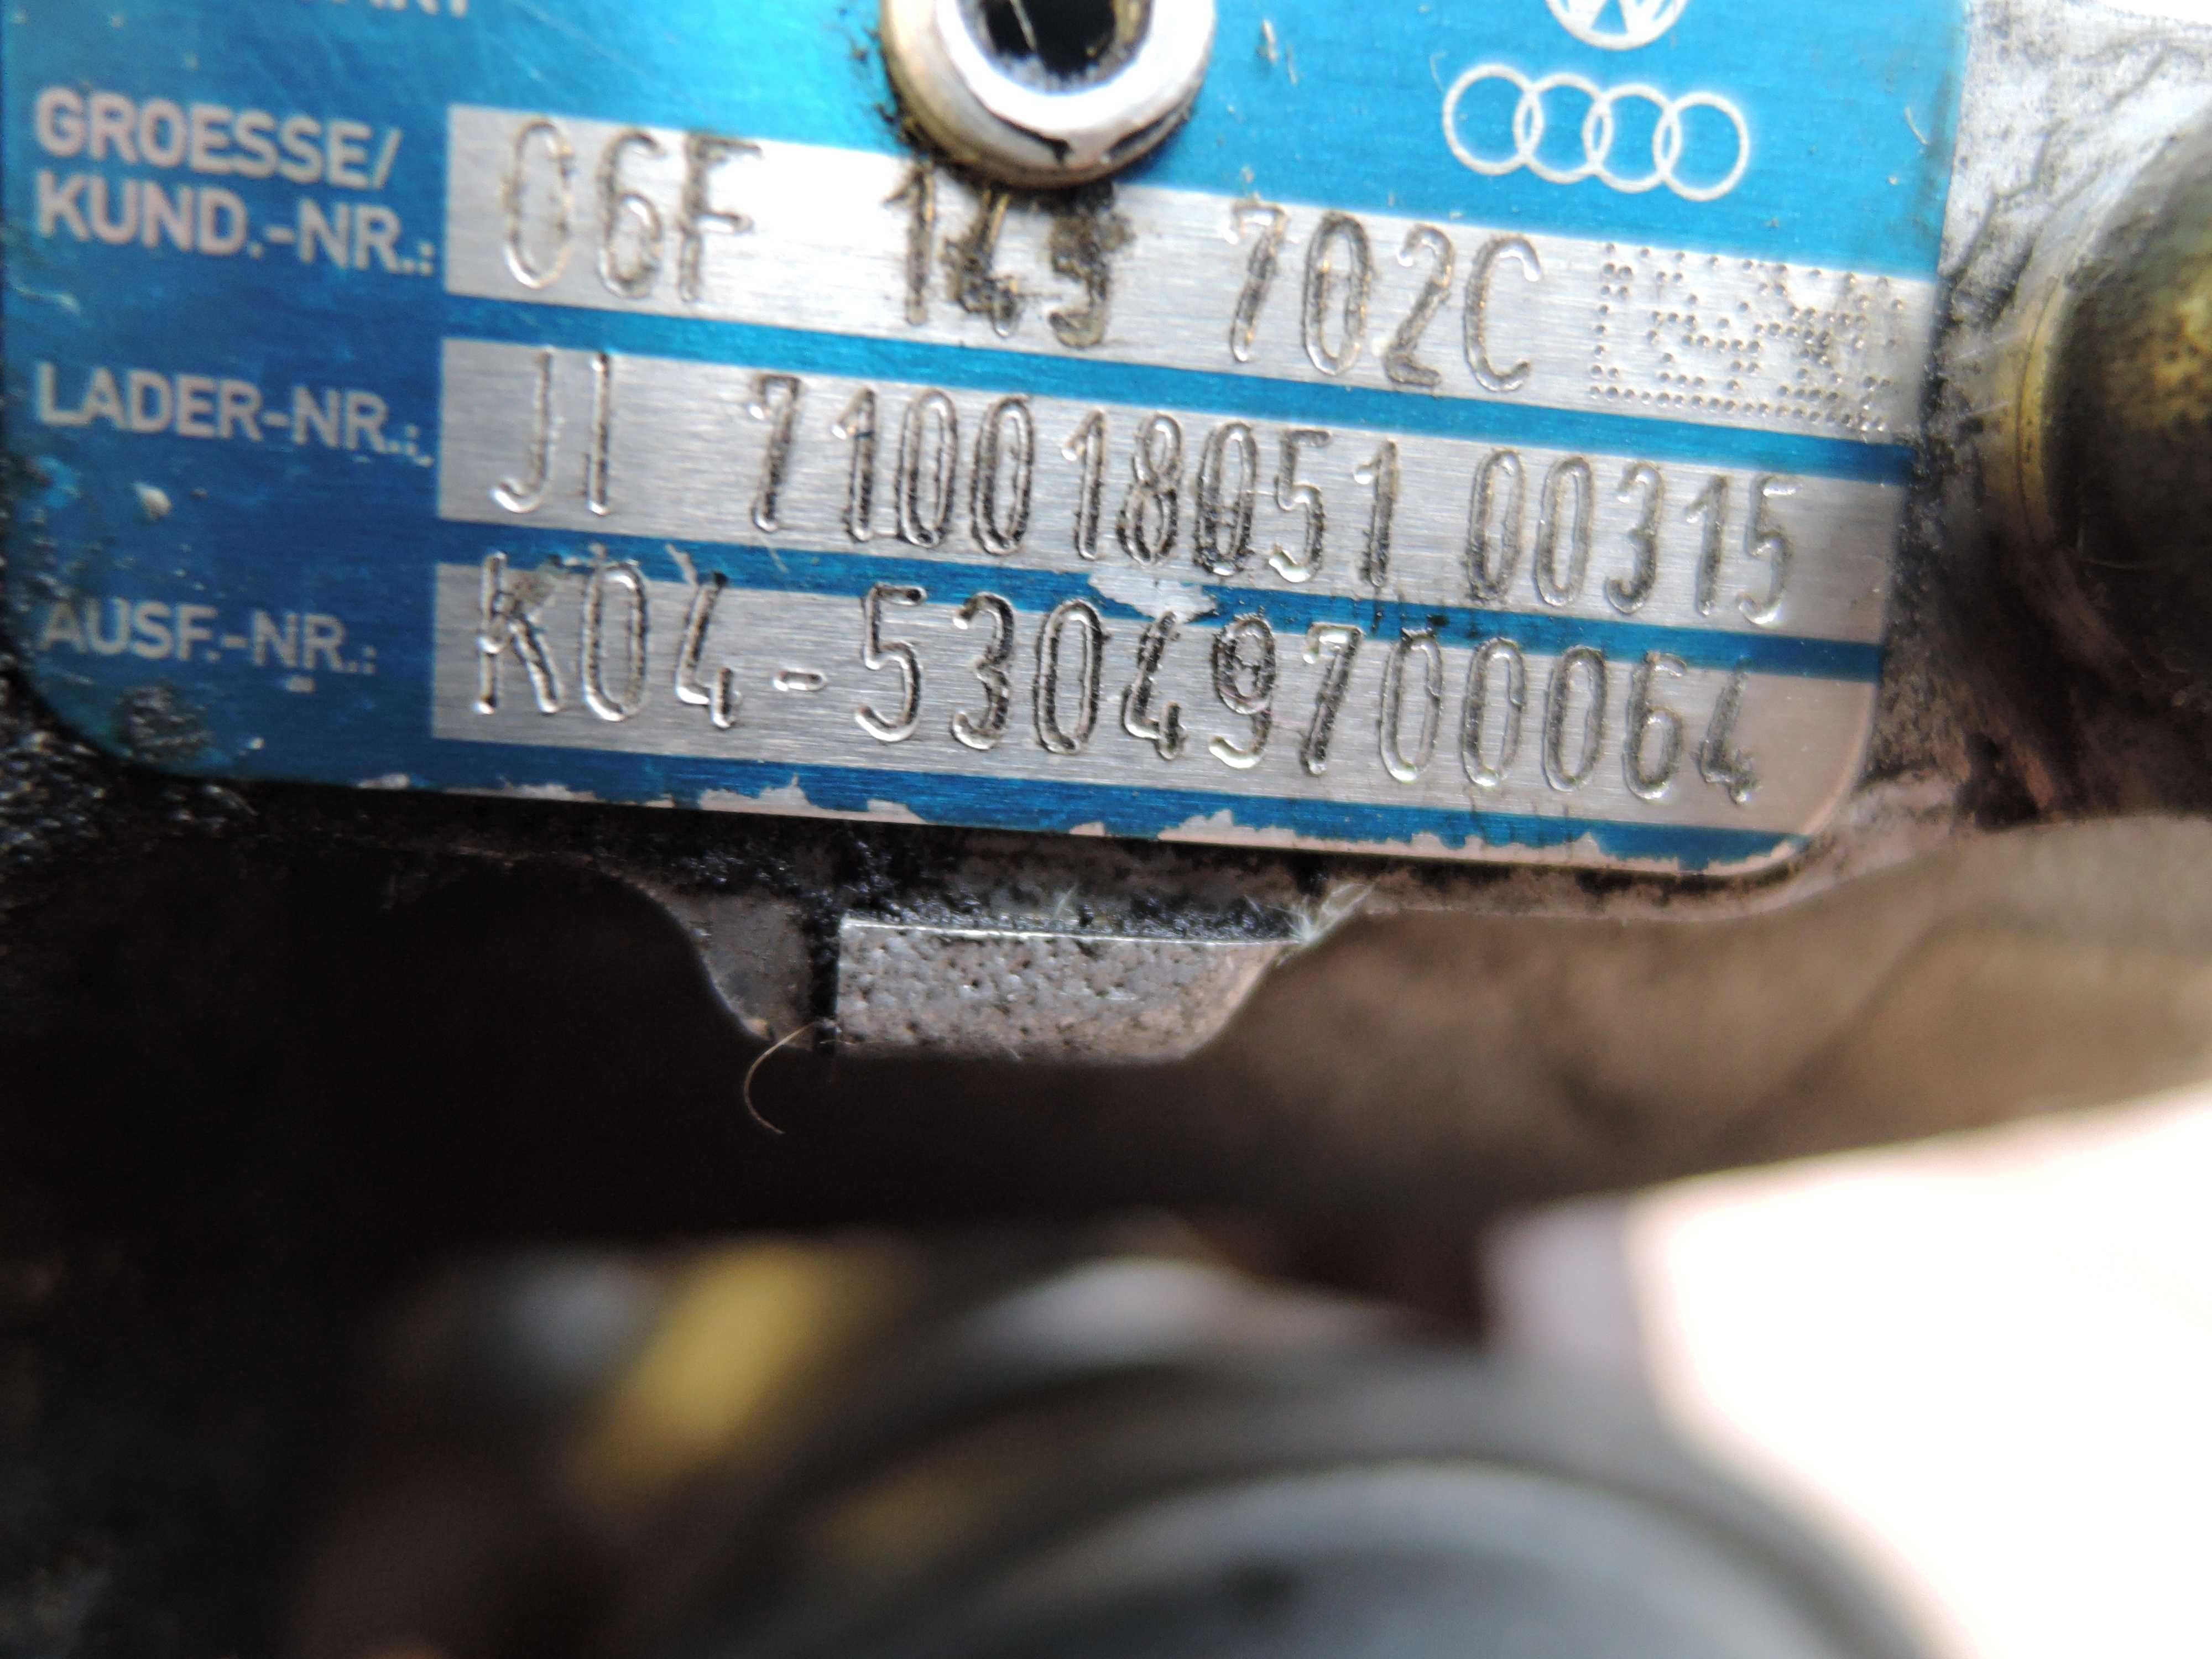 GROESSE/
KUND.-NR.: 06F 145 702C
LADER-NR.: JI 710018051 00315
AUSF.-NR.: K04-53049700064